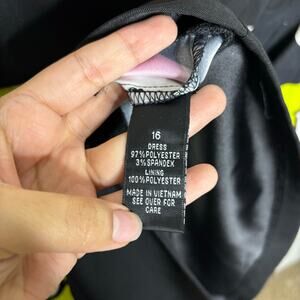 16
DRESS
97% POLYESTER
3% SPANDEX
LINING
100% POLYESTER
MADE IN VIETNAM
SEE OVER FOR
CARE